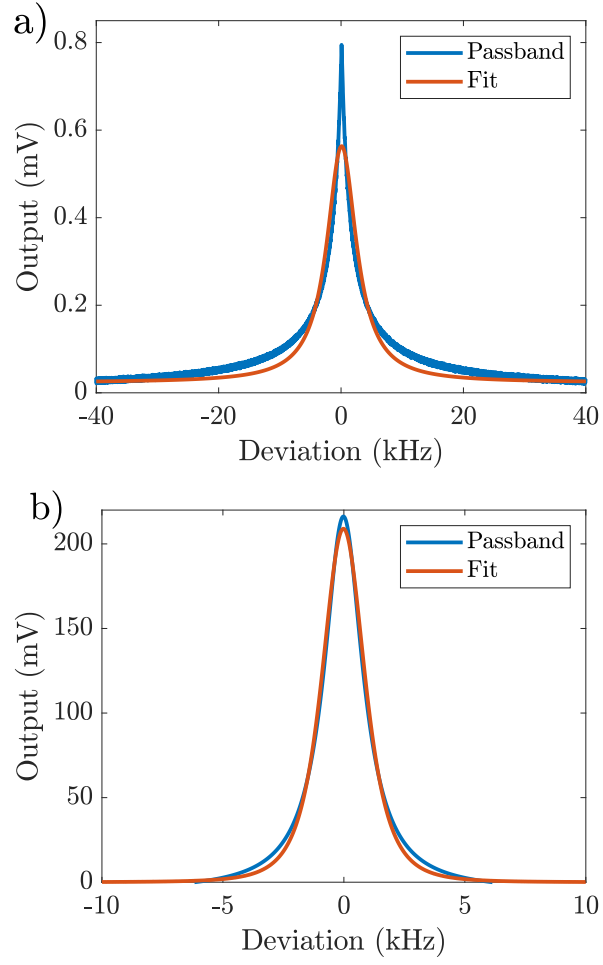 a)
0.8
0.6
0.4
0.2
0
Output (mV)
Passband
Fit
-40 -20 0 20 40
Deviation (kHz)
b)
200
150
100
50
0
Output (mV)
Passband
Fit
-10 -5 0 5 10
Deviation (kHz)